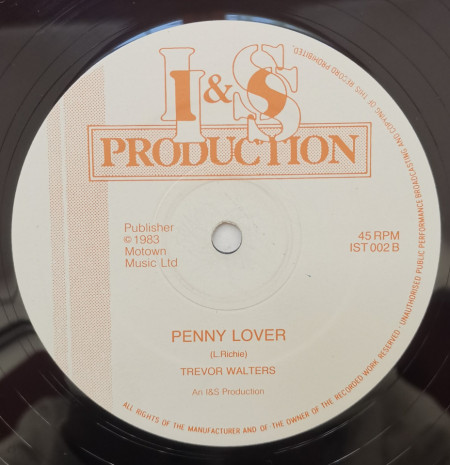 I&S
PRODUCTION
Publisher
©1983
Motown
Music Ltd
45 RPM
IST 002 B
PENNY LOVER
(L.Richie)
TREVOR WALTERS
An I&S Production
ALL RIGHTS OF THE MANUFACTURER AND OF THE OWNER OF THE RECORDED WORK RESERVED · UNAUTHORISED PUBLIC PERFORMANCE BROADCASTING AND COPYING OF THIS RECORD PROHIBITED.